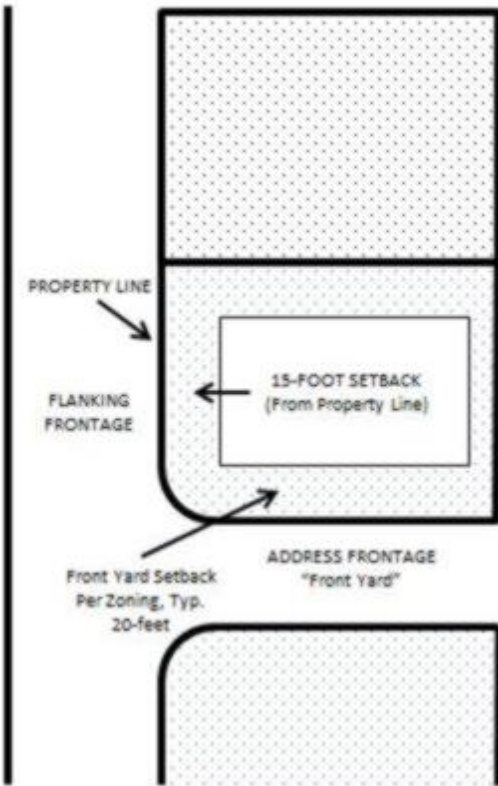 PROPERTY LINE
FLANKING
FRONTAGE
15-FOOT SETBACK
(From Property Line)
Front Yard Setback
Per Zoning, Typ.
20-feet
ADDRESS FRONTAGE
"Front Yard"